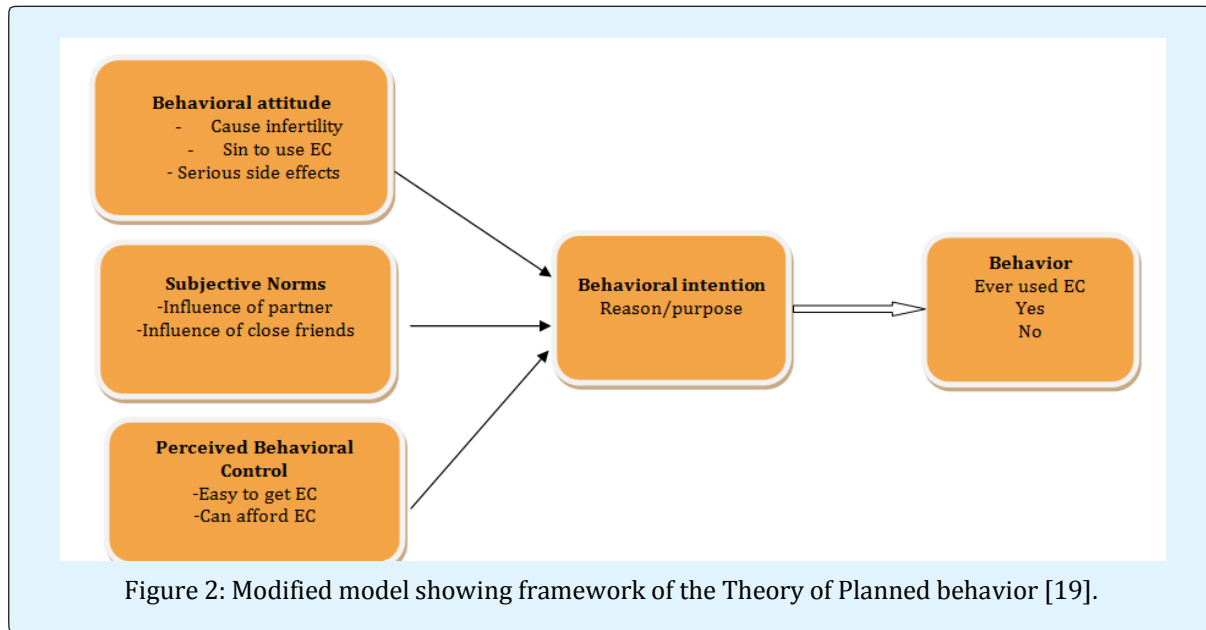 Behavioral attitude
- Cause infertility
- Sin to use EC
- Serious side effects
Subjective Norms
-Influence of partner
-Influence of close friends
Perceived Behavioral
Control
-Easy to get EC
-Can afford EC
Behavioral intention
Reason/purpose
Behavior
Ever used EC
Yes
No
Figure 2: Modified model showing framework of the Theory of Planned behavior [19].